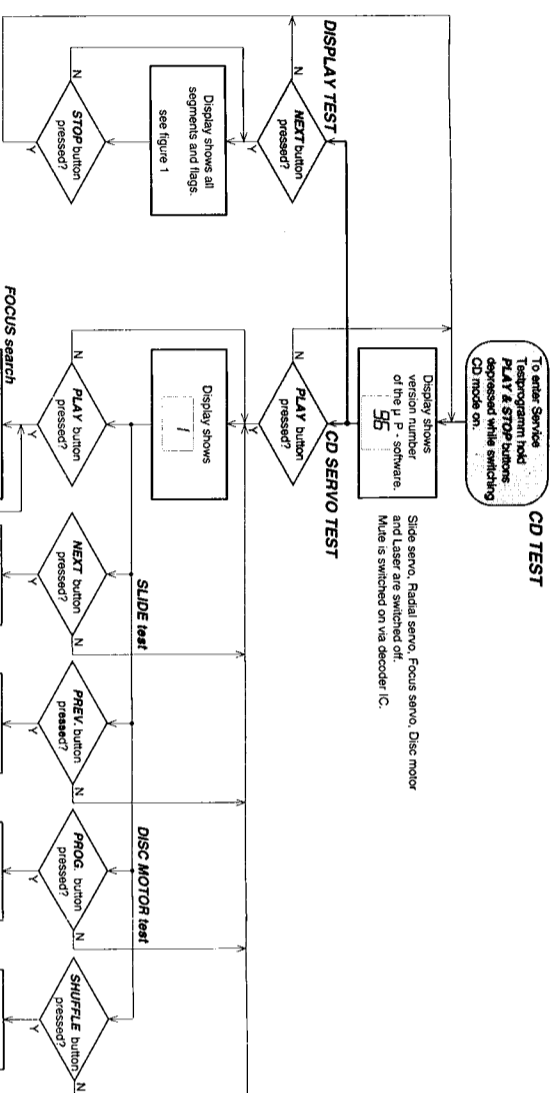 CD TEST
To enter Service
Testprogramm hold
PLAY & STOP buttons
depressed while switching
CD mode on.
Display shows
version number
of the µ P - software.
96
Slide servo, Radial servo, Focus servo, Disc motor
and Laser are switched off.
Mute is switched on via decoder IC.
DISPLAY TEST
NEXT button
pressed?
N
Y
Display shows all
segments and flags.
see figure 1
STOP button
pressed?
N
Y
CD SERVO TEST
PLAY button
pressed?
N
Y
Display shows
1
FOCUS search
PLAY button
pressed?
N
Y
SLIDE test
NEXT button
pressed?
N
Y
PREV. button
pressed?
N
Y
DISC MOTOR test
PROG. button
pressed?
N
Y
SHUFFLE button
pressed?
N
Y